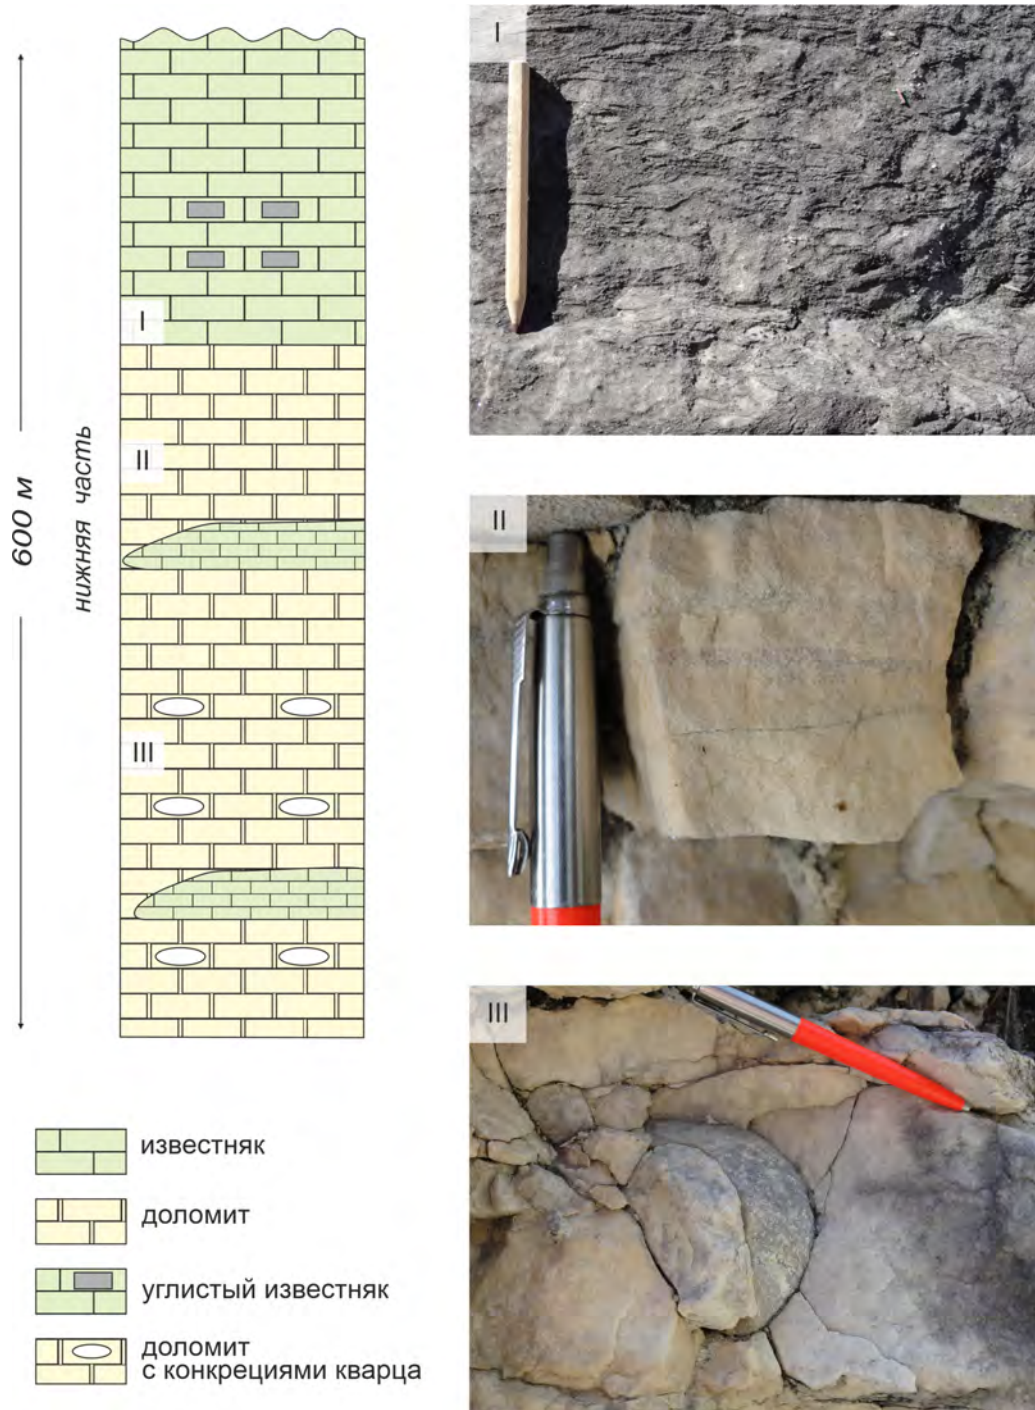 600 м
нижняя часть
I
II
III
I
II
III
известняк
доломит
углистый известняк
доломит
с конкрециями кварца